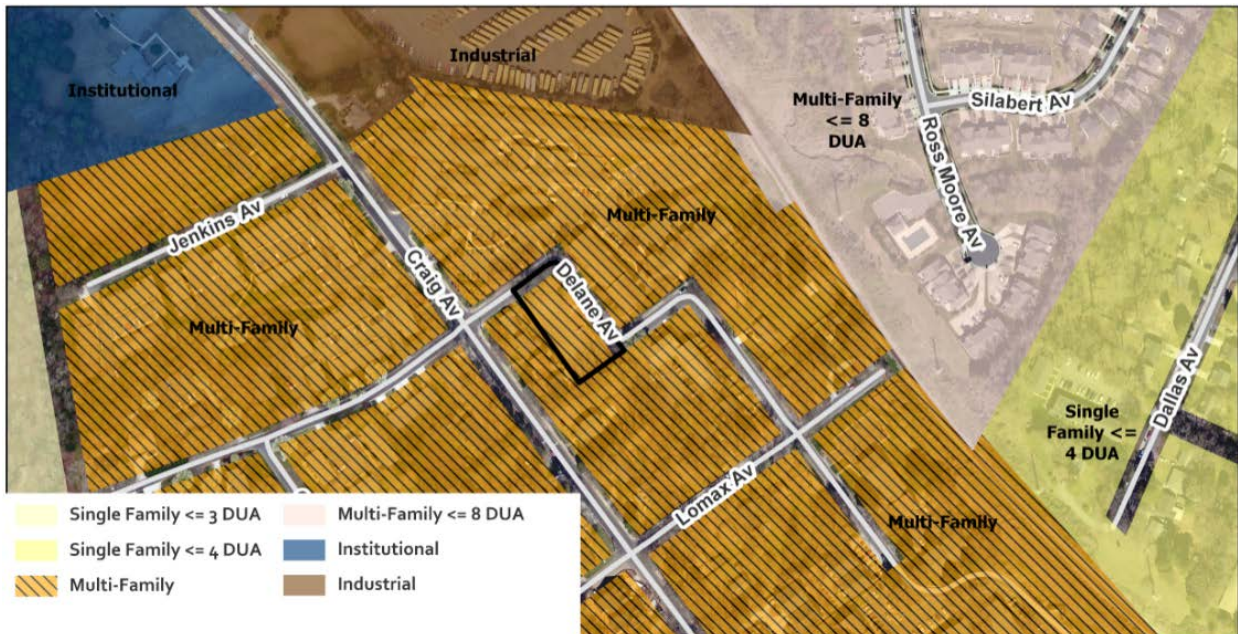 Industrial
Institutional
Multi-Family
<= 8
DUA
Silabert Av
Ross Moore Av
Jenkins Av
Craig Av
Multi-Family
Delane Av
Multi-Family
Dallas Av
Single
Family <=
4 DUA
Lomax Av
Multi-Family
Single Family <= 3 DUA
Single Family <= 4 DUA
Multi-Family
Multi-Family <= 8 DUA
Institutional
Industrial